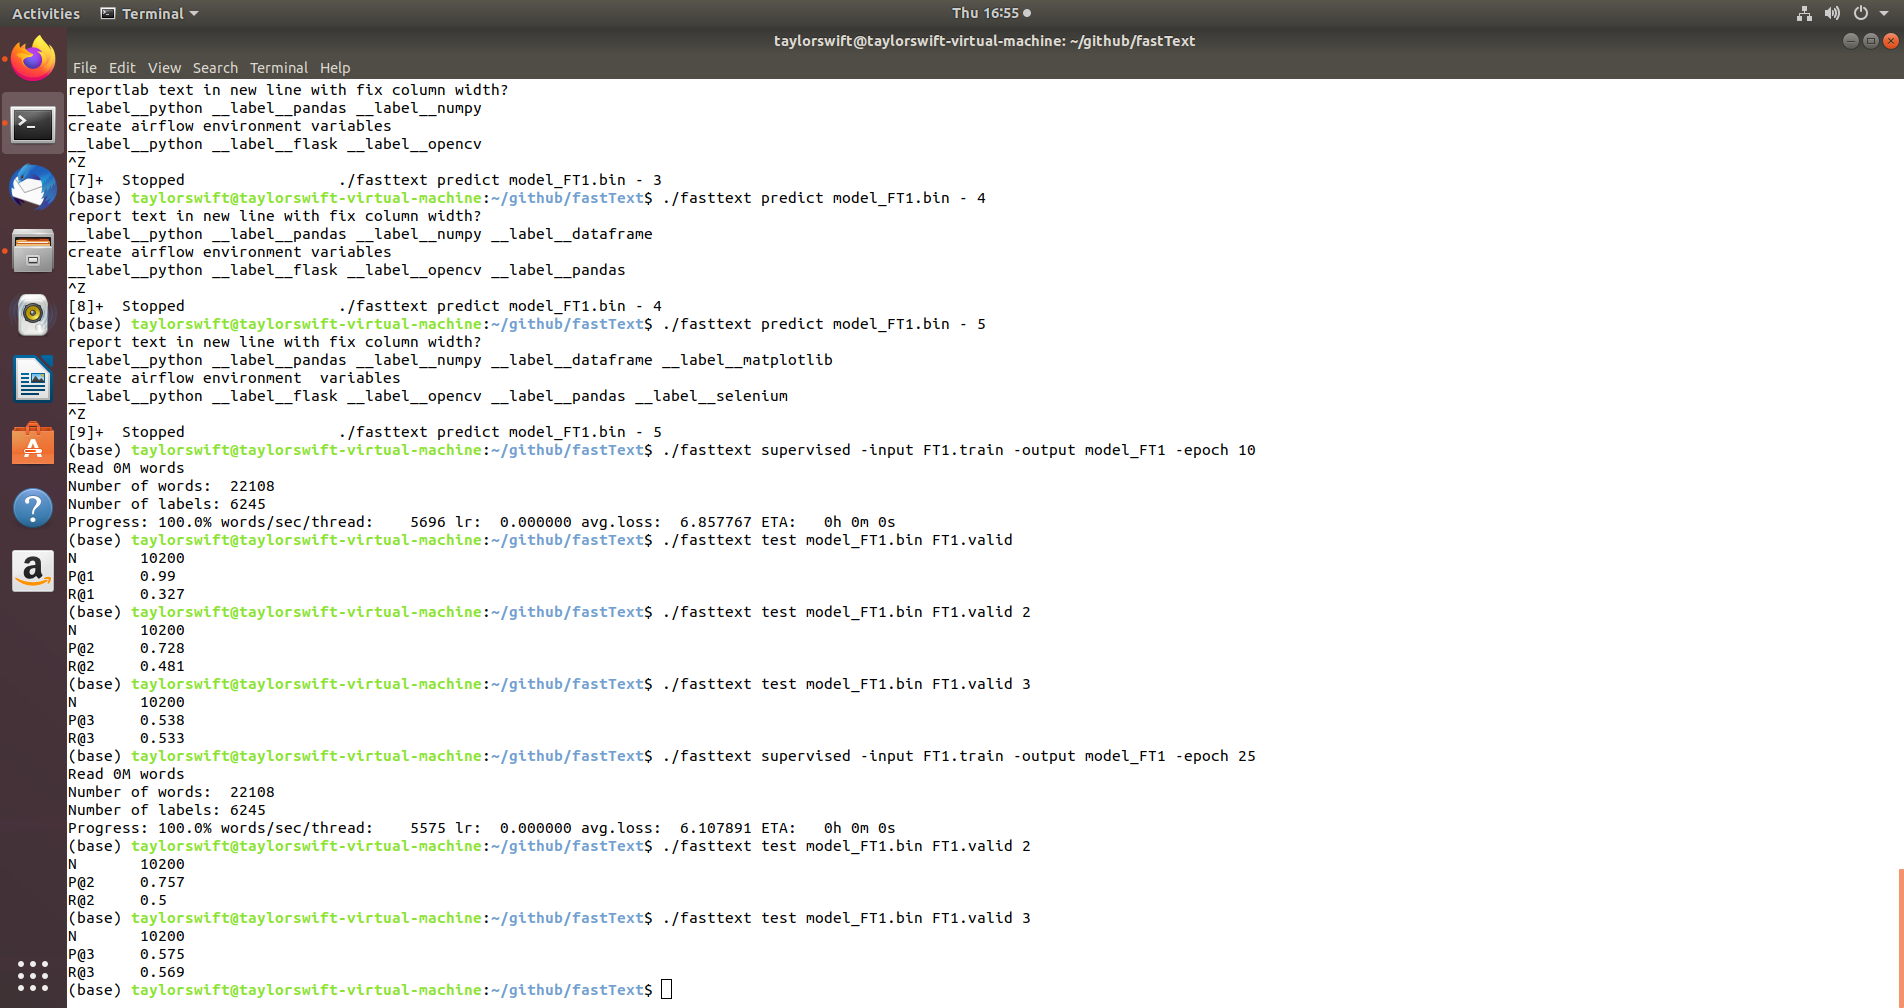 Activities Terminal Thu 16:55
taylorswift@taylorswift-virtual-machine: ~/github/fastText
File Edit View Search Terminal Help
reportlab text in new line with fix column width?
__label__python __label__pandas __label__numpy
create airflow environment variables
__label__python __label__flask __label__opencv
^Z
[7]+  Stopped                 ./fasttext predict model_FT1.bin - 3
(base) taylorswift@taylorswift-virtual-machine:~/github/fastText$ ./fasttext predict model_FT1.bin - 4
report text in new line with fix column width?
__label__python __label__pandas __label__numpy __label__dataframe
create airflow environment variables
__label__python __label__flask __label__opencv __label__pandas
^Z
[8]+  Stopped                 ./fasttext predict model_FT1.bin - 4
(base) taylorswift@taylorswift-virtual-machine:~/github/fastText$ ./fasttext predict model_FT1.bin - 5
report text in new line with fix column width?
__label__python __label__pandas __label__numpy __label__dataframe __label__matplotlib
create airflow environment  variables
__label__python __label__flask __label__opencv __label__pandas __label__selenium
^Z
[9]+  Stopped                 ./fasttext predict model_FT1.bin - 5
(base) taylorswift@taylorswift-virtual-machine:~/github/fastText$ ./fasttext supervised -input FT1.train -output model_FT1 -epoch 10
Read 0M words
Number of words:  22108
Number of labels: 6245
Progress: 100.0% words/sec/thread:    5696 lr:  0.000000 avg.loss:  6.857767 ETA:   0h 0m 0s
(base) taylorswift@taylorswift-virtual-machine:~/github/fastText$ ./fasttext test model_FT1.bin FT1.valid
N       10200
P@1     0.99
R@1     0.327
(base) taylorswift@taylorswift-virtual-machine:~/github/fastText$ ./fasttext test model_FT1.bin FT1.valid 2
N       10200
P@2     0.728
R@2     0.481
(base) taylorswift@taylorswift-virtual-machine:~/github/fastText$ ./fasttext test model_FT1.bin FT1.valid 3
N       10200
P@3     0.538
R@3     0.533
(base) taylorswift@taylorswift-virtual-machine:~/github/fastText$ ./fasttext supervised -input FT1.train -output model_FT1 -epoch 25
Read 0M words
Number of words:  22108
Number of labels: 6245
Progress: 100.0% words/sec/thread:    5575 lr:  0.000000 avg.loss:  6.107891 ETA:   0h 0m 0s
(base) taylorswift@taylorswift-virtual-machine:~/github/fastText$ ./fasttext test model_FT1.bin FT1.valid 2
N       10200
P@2     0.757
R@2     0.5
(base) taylorswift@taylorswift-virtual-machine:~/github/fastText$ ./fasttext test model_FT1.bin FT1.valid 3
N       10200
P@3     0.575
R@3     0.569
(base) taylorswift@taylorswift-virtual-machine:~/github/fastText$